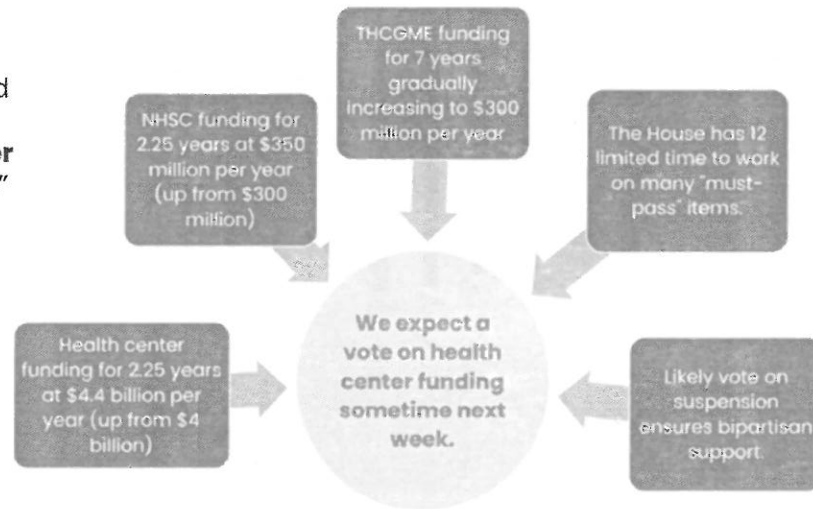 d
er
"
THCGME funding
for 7 years
gradually
increasing to $300
million per year
NHSC funding for
2.25 years at $350
million per year
(up from $300
million)
The House has 12
limited time to work
on many "must-
pass" items.
We expect a
vote on health
center funding
sometime next
week.
Health center
funding for 2.25 years
at $4.4 billion per
year (up from $4
billion)
Likely vote on
suspension
ensures bipartisan
support.